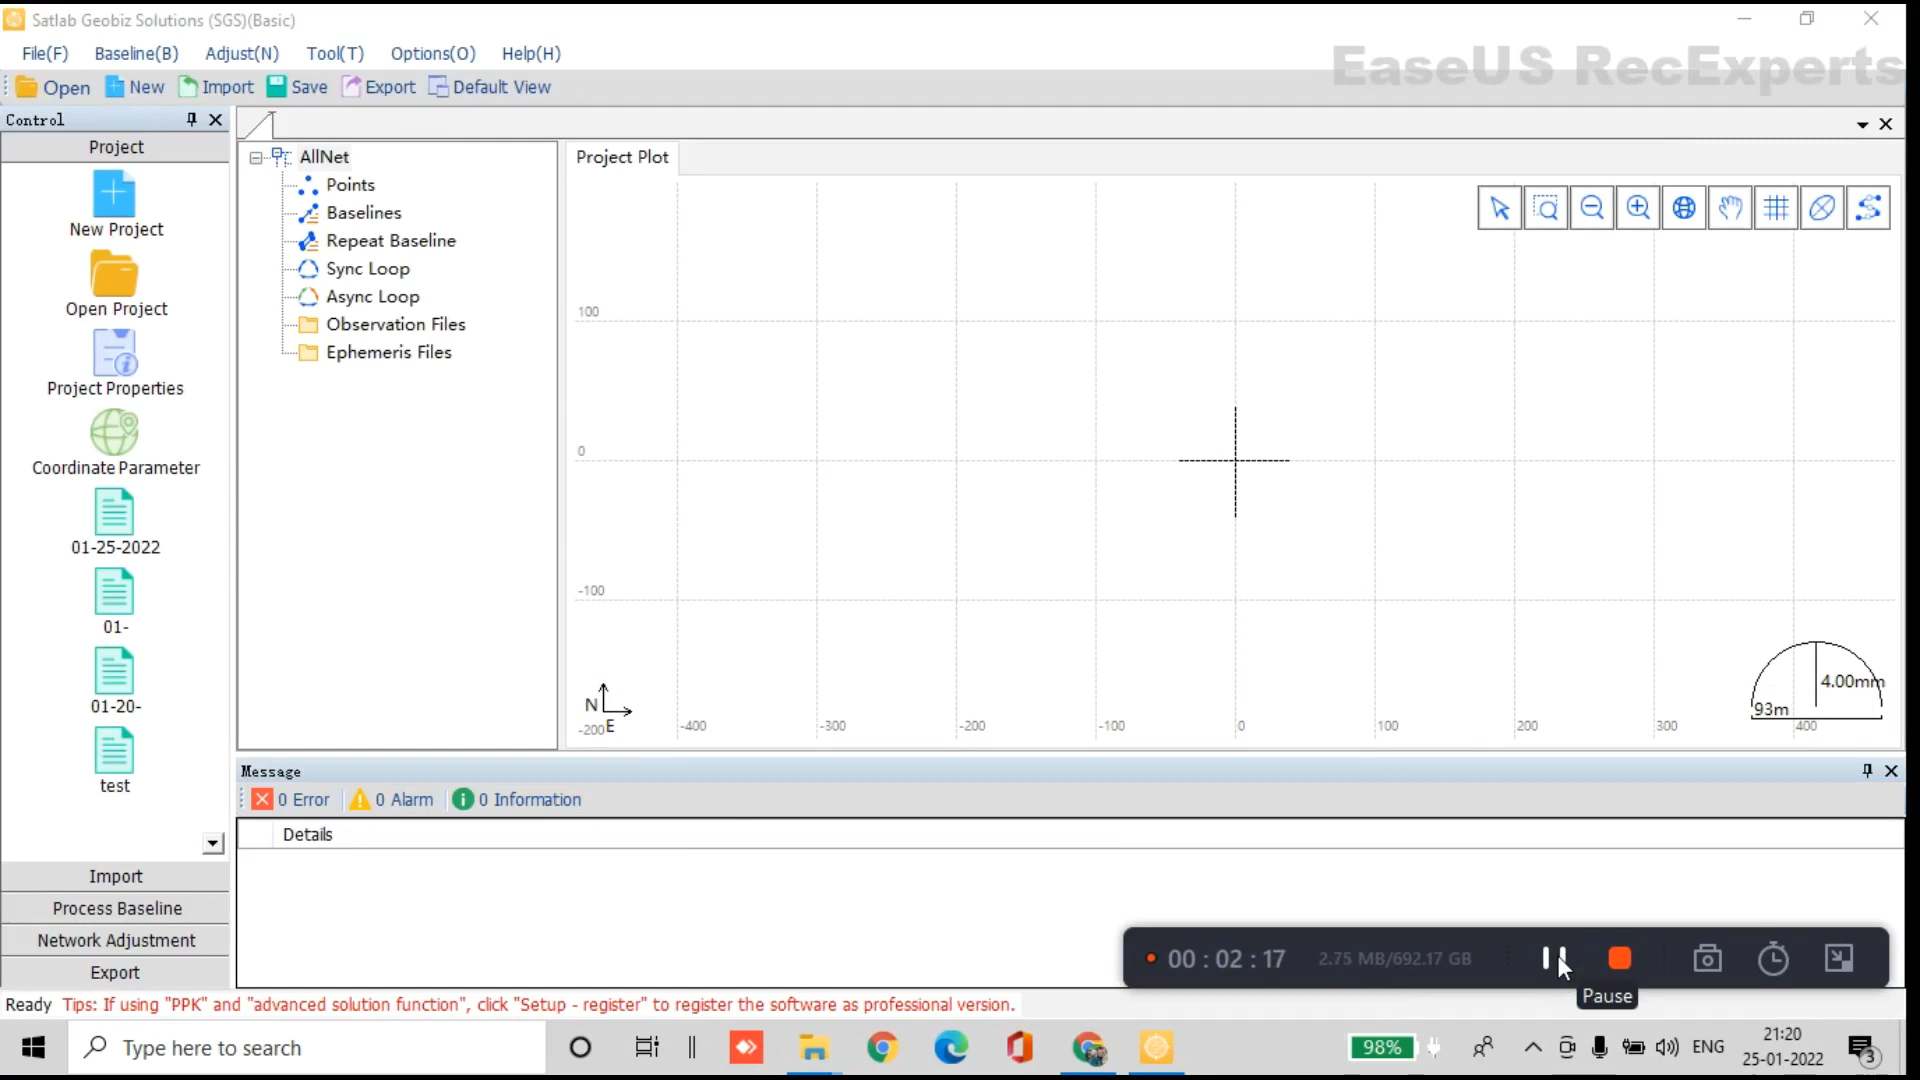 Satlab Geobiz Solutions (SGS)(Basic)
File(F) Baseline(B) Adjust(N) Tool(T) Options(O) Help(H)
EaseUS RecExperts
Open New Import Save Export Default View
Control
Project
New Project
Open Project
Project Properties
Coordinate Parameter
01-25-2022
01-
01-20-
test
Import
Process Baseline
Network Adjustment
Export
AllNet
Points
Baselines
Repeat Baseline
Sync Loop
Async Loop
Observation Files
Ephemeris Files
Project Plot
100
0
-100
N
E
-200
-400 -300 -200 -100 0 100 200 300 400
4.00mm
93m
Message
0 Error 0 Alarm 0 Information
Details
00 : 02 : 17 2.75 MB/692.17 GB
Pause
Ready Tips: If using "PPK" and "advanced solution function", click "Setup - register" to register the software as professional version.
Type here to search
98%
ENG
21:20
25-01-2022
3